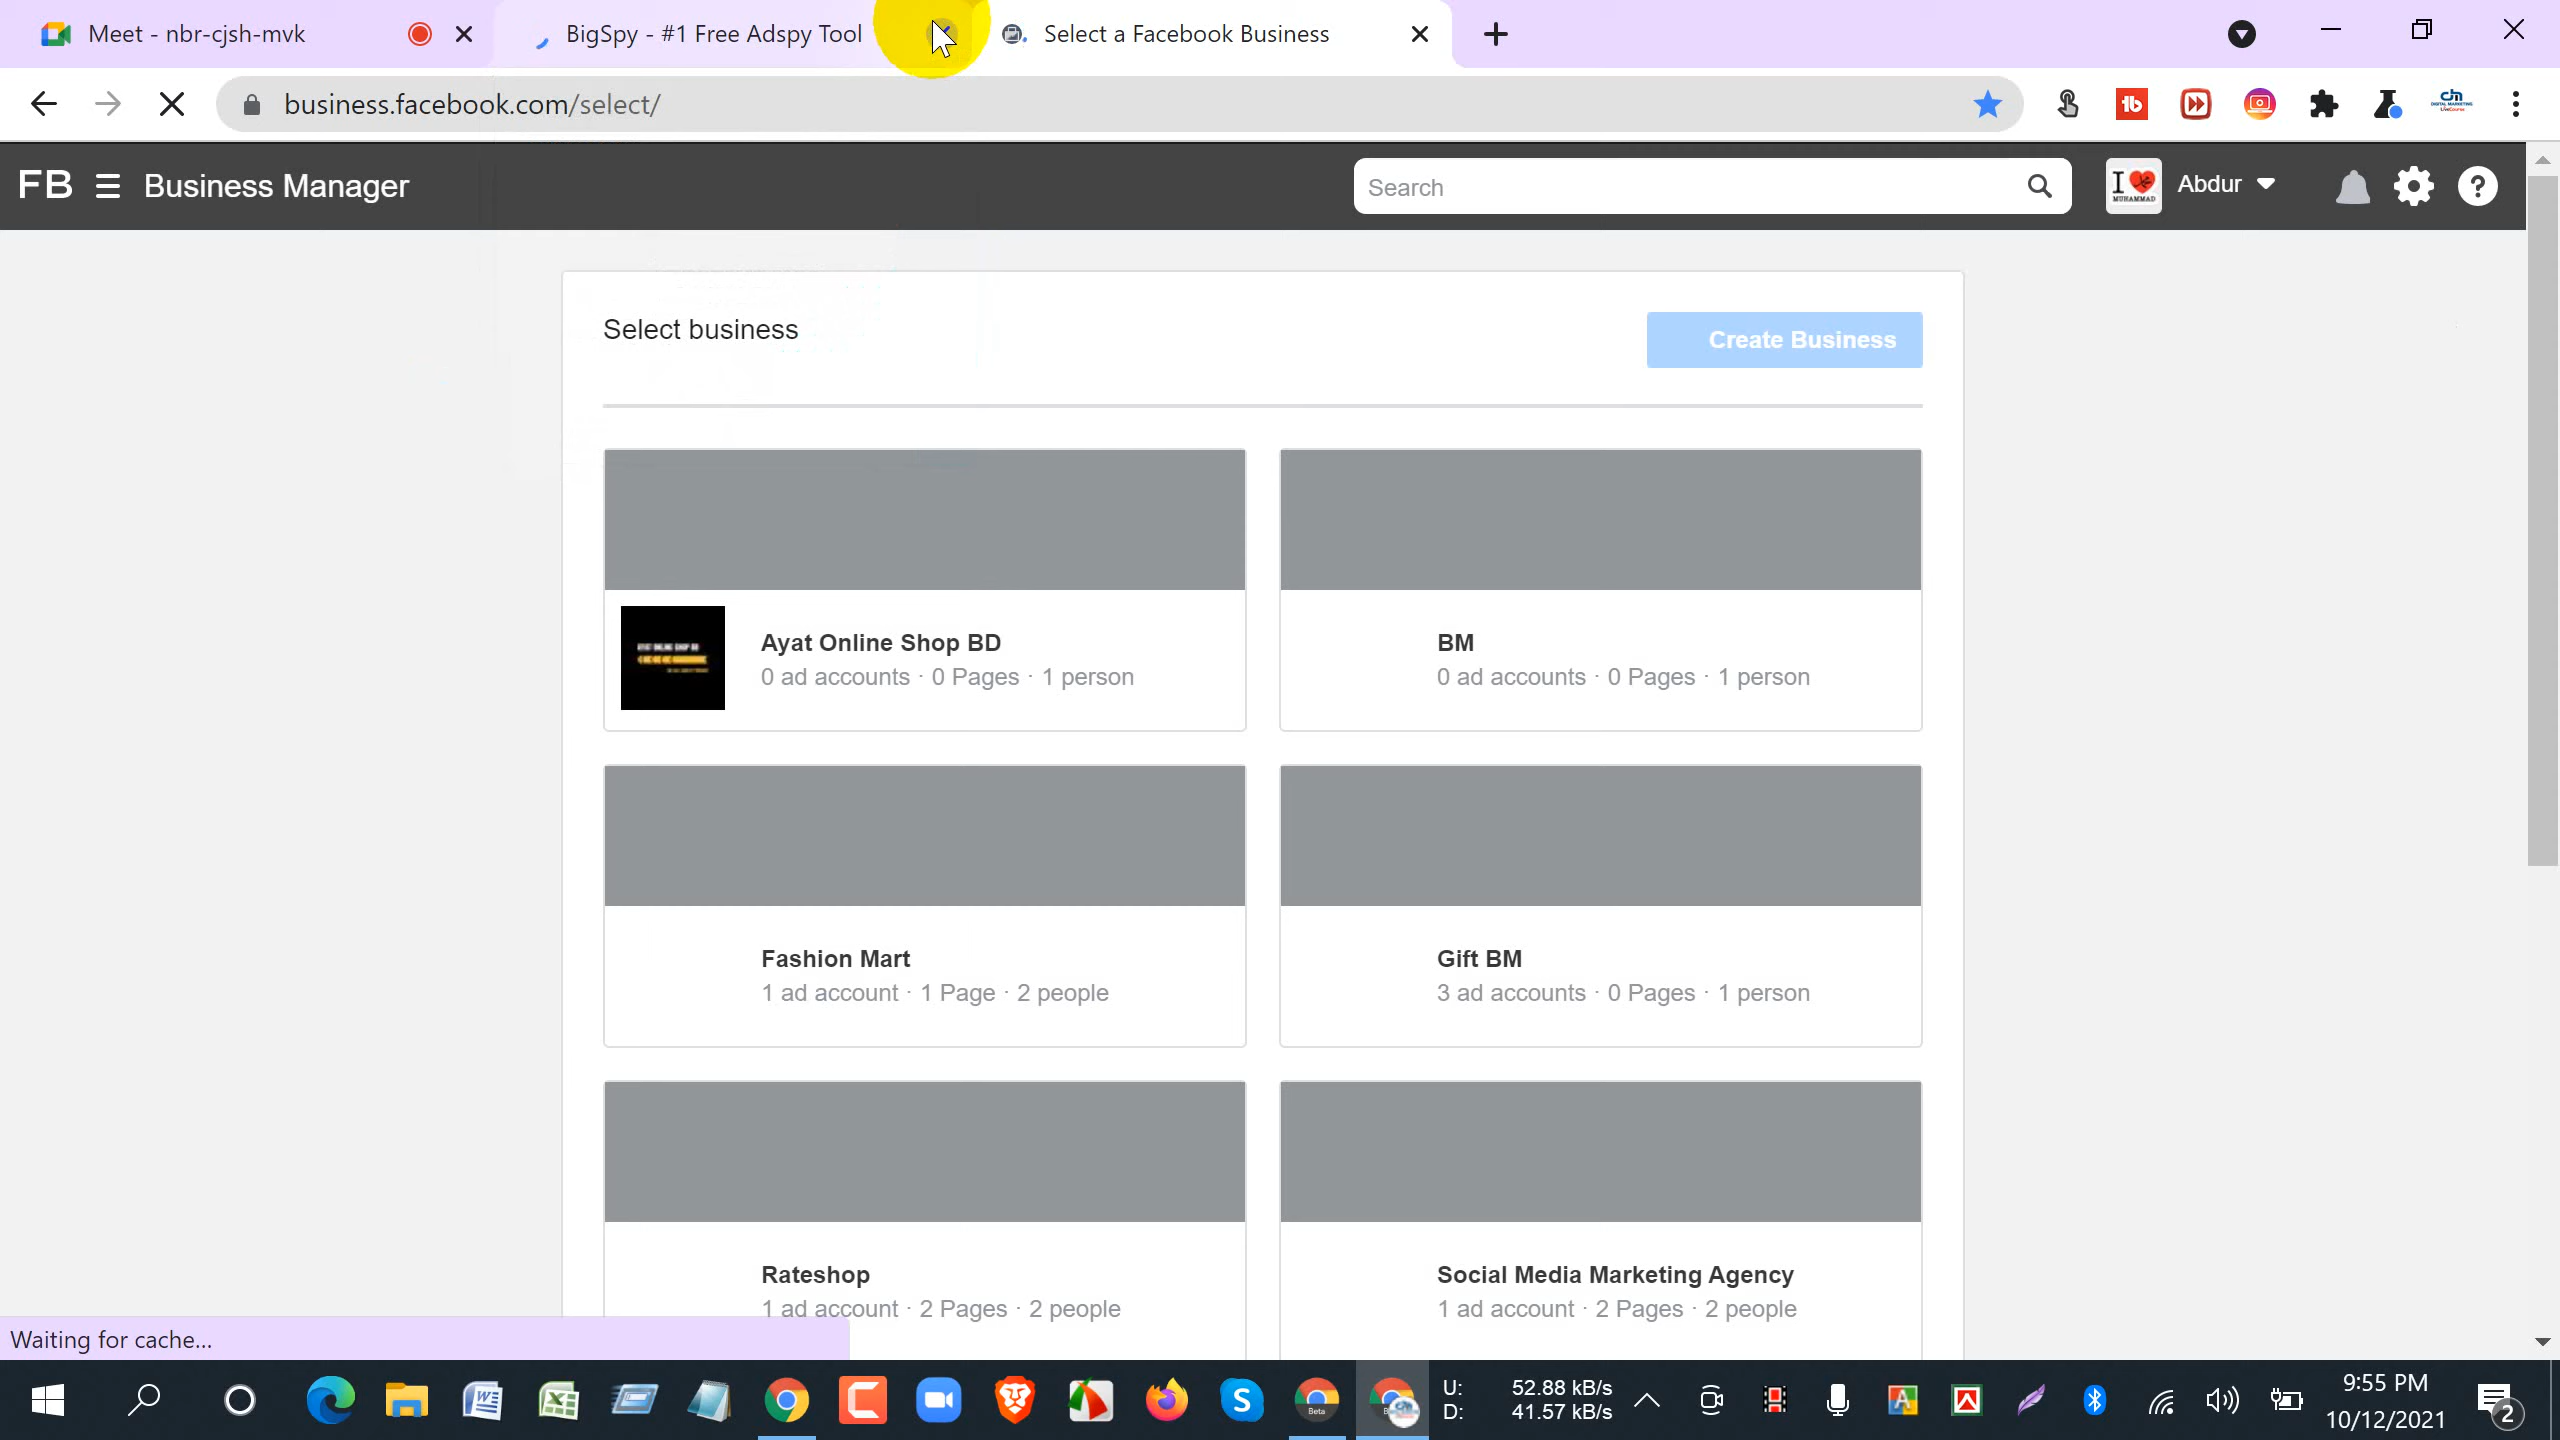 Meet - nbr-cjsh-mvk
BigSpy - #1 Free Adspy Tool
Select a Facebook Business
business.facebook.com/select/
FB
Business Manager
Search
Abdur
Select business
Create Business
Ayat Online Shop BD
0 ad accounts · 0 Pages · 1 person
BM
0 ad accounts · 0 Pages · 1 person
Fashion Mart
1 ad account · 1 Page · 2 people
Gift BM
3 ad accounts · 0 Pages · 1 person
Rateshop
1 ad account · 2 Pages · 2 people
Social Media Marketing Agency
1 ad account · 2 Pages · 2 people
Waiting for cache...
U: 52.88 kB/s
D: 41.57 kB/s
9:55 PM
10/12/2021
2